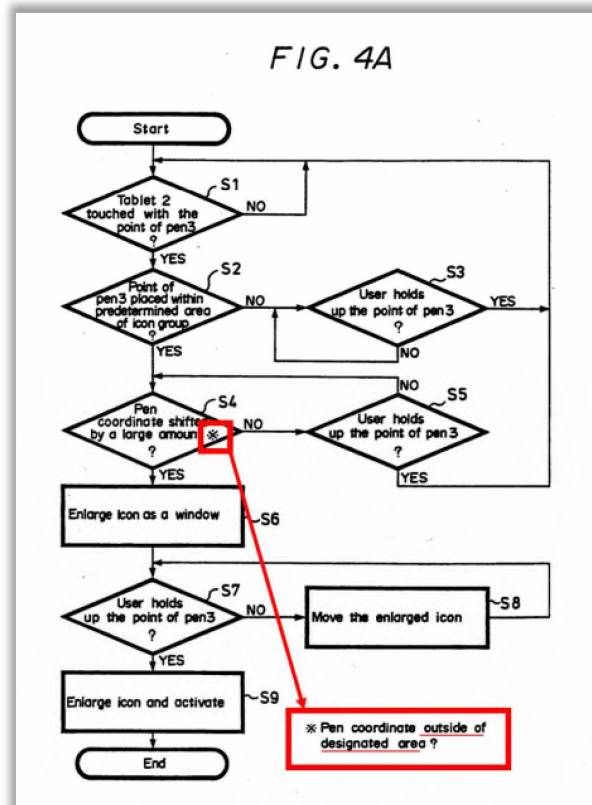 FIG. 4A
Start
S1
Tablet 2
touched with the
point of pen3
?
NO
YES
S2
Point of
pen3 placed within
predetermined area
of icon group
?
NO
YES
S3
User holds
up the point of pen3
?
YES
NO
S4
Pen
coordinate shifted
by a large amount ※
?
NO
YES
S5
NO
User holds
up the point of pen3
?
YES
Enlarge icon as a window
S6
S7
User holds
up the point of pen3
?
NO
YES
Move the enlarged icon
S8
Enlarge icon and activate
S9
End
※ Pen coordinate outside of
designated area ?